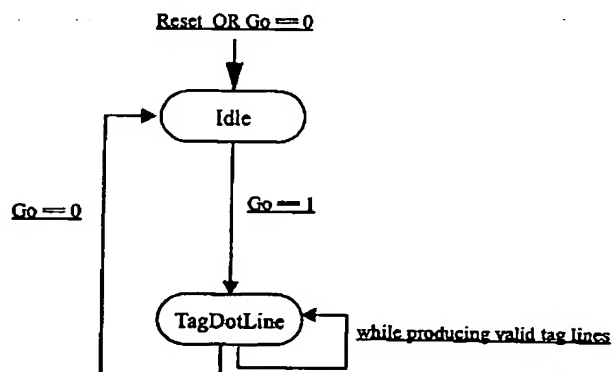 Reset OR Go == 0
Idle
Go == 0
Go == 1
TagDotLine
while producing valid tag lines